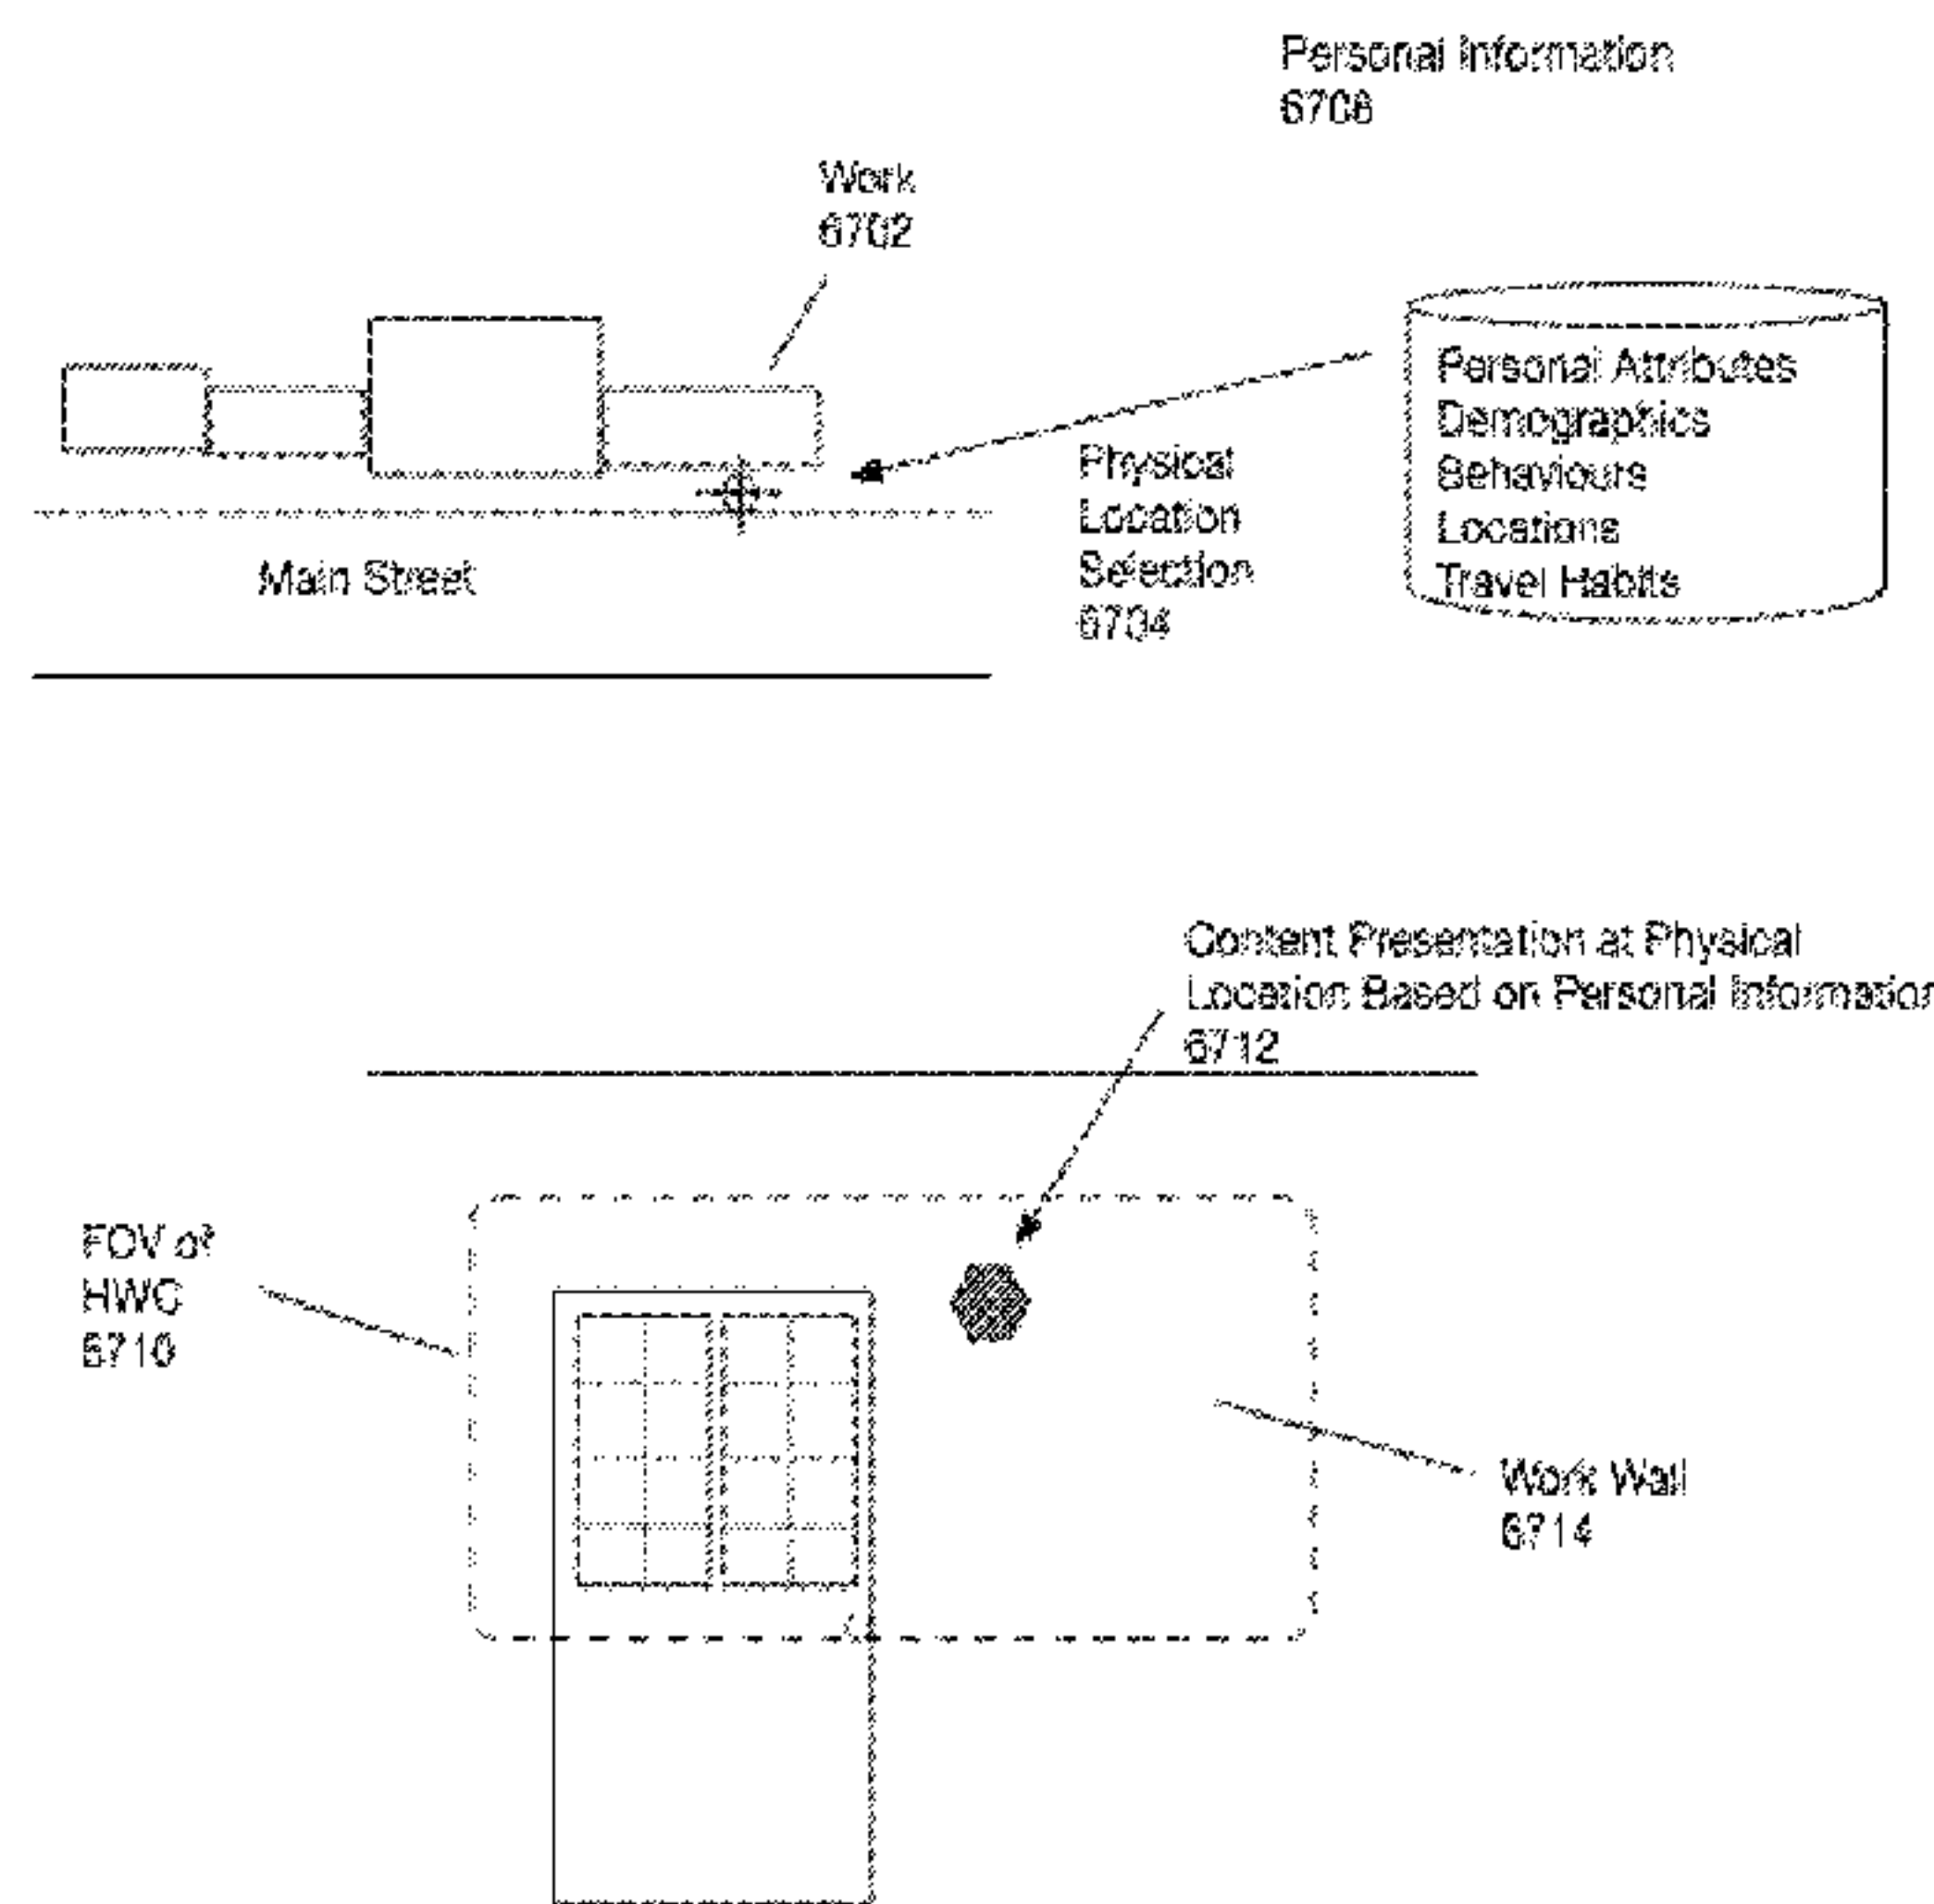 Personal Information
6706
Work
6702
Personal Attributes
Demographics
Behaviours
Locations
Travel Habits
Physical
Location
Selection
6704
Main Street
Content Presentation at Physical
Location Based on Personal Information
6712
FOV of
HWC
6710
Work Wall
6714